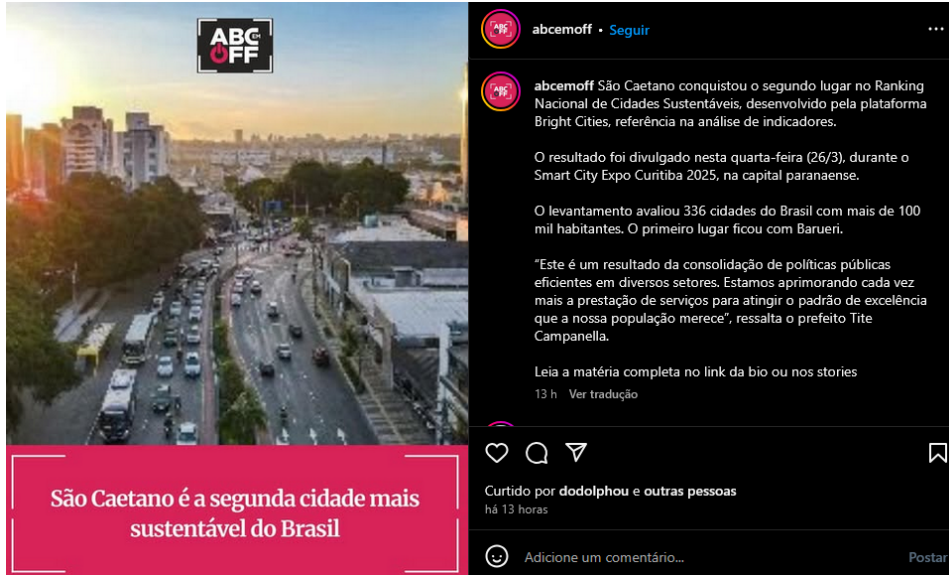 ABC EM
OFF
São Caetano é a segunda cidade mais
sustentável do Brasil
abcemoff • Seguir
abcemoff São Caetano conquistou o segundo lugar no Ranking
Nacional de Cidades Sustentáveis, desenvolvido pela plataforma
Bright Cities, referência na análise de indicadores.
O resultado foi divulgado nesta quarta-feira (26/3), durante o
Smart City Expo Curitiba 2025, na capital paranaense.
O levantamento avaliou 336 cidades do Brasil com mais de 100
mil habitantes. O primeiro lugar ficou com Barueri.
“Este é um resultado da consolidação de políticas públicas
eficientes em diversos setores. Estamos aprimorando cada vez
mais a prestação de serviços para atingir o padrão de excelência
que a nossa população merece”, ressalta o prefeito Tite
Campanella.
Leia a matéria completa no link da bio ou nos stories
13 h Ver tradução
Curtido por dodolphou e outras pessoas
há 13 horas
Adicione um comentário... Postar